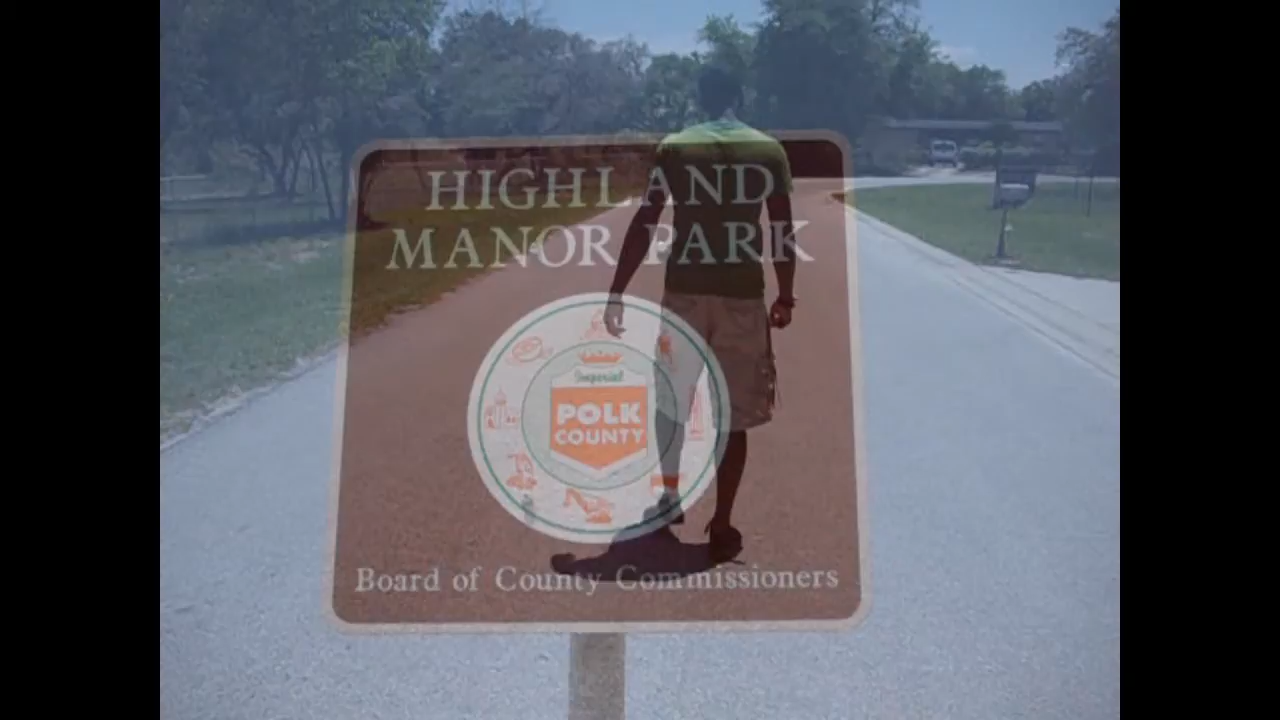 HIGHLAND
MANOR PARK
Imperial
POLK
COUNTY
Board of County Commissioners